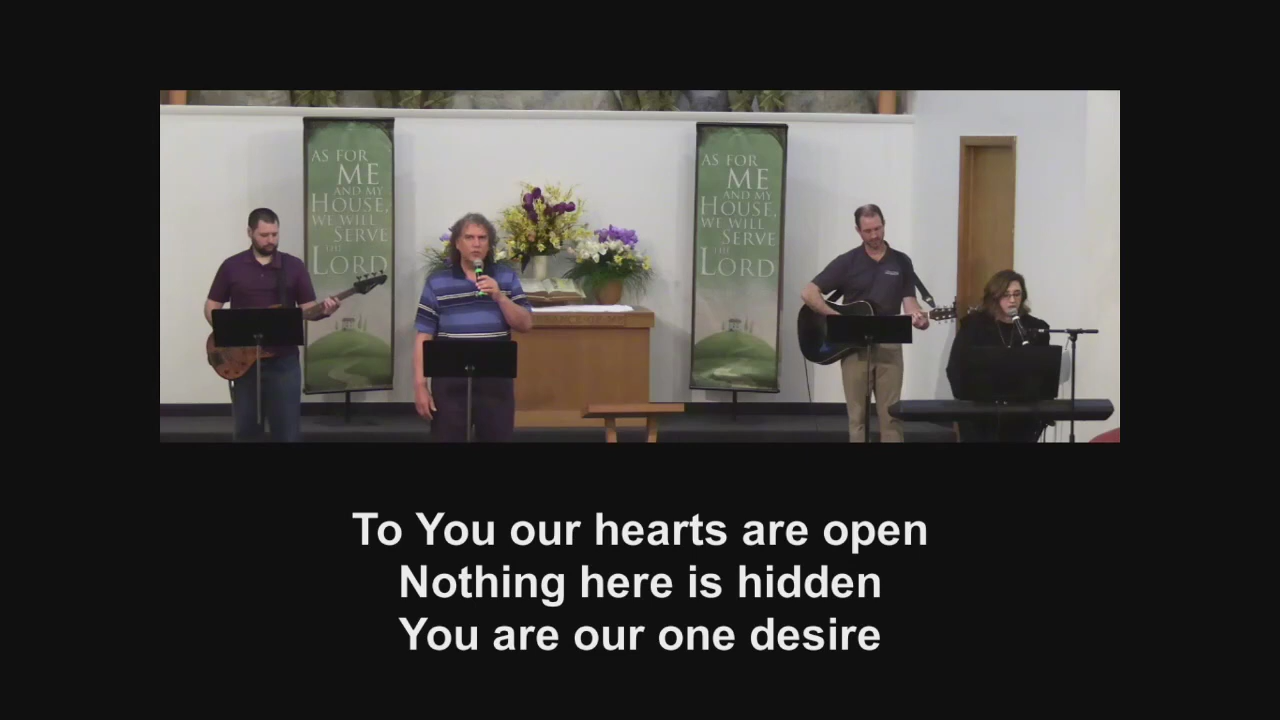 AS FOR
ME
AND MY
HOUSE,
WE WILL
SERVE
THE
LORD
AS FOR
ME
AND MY
HOUSE,
WE WILL
SERVE
THE
LORD
To You our hearts are open
Nothing here is hidden
You are our one desire